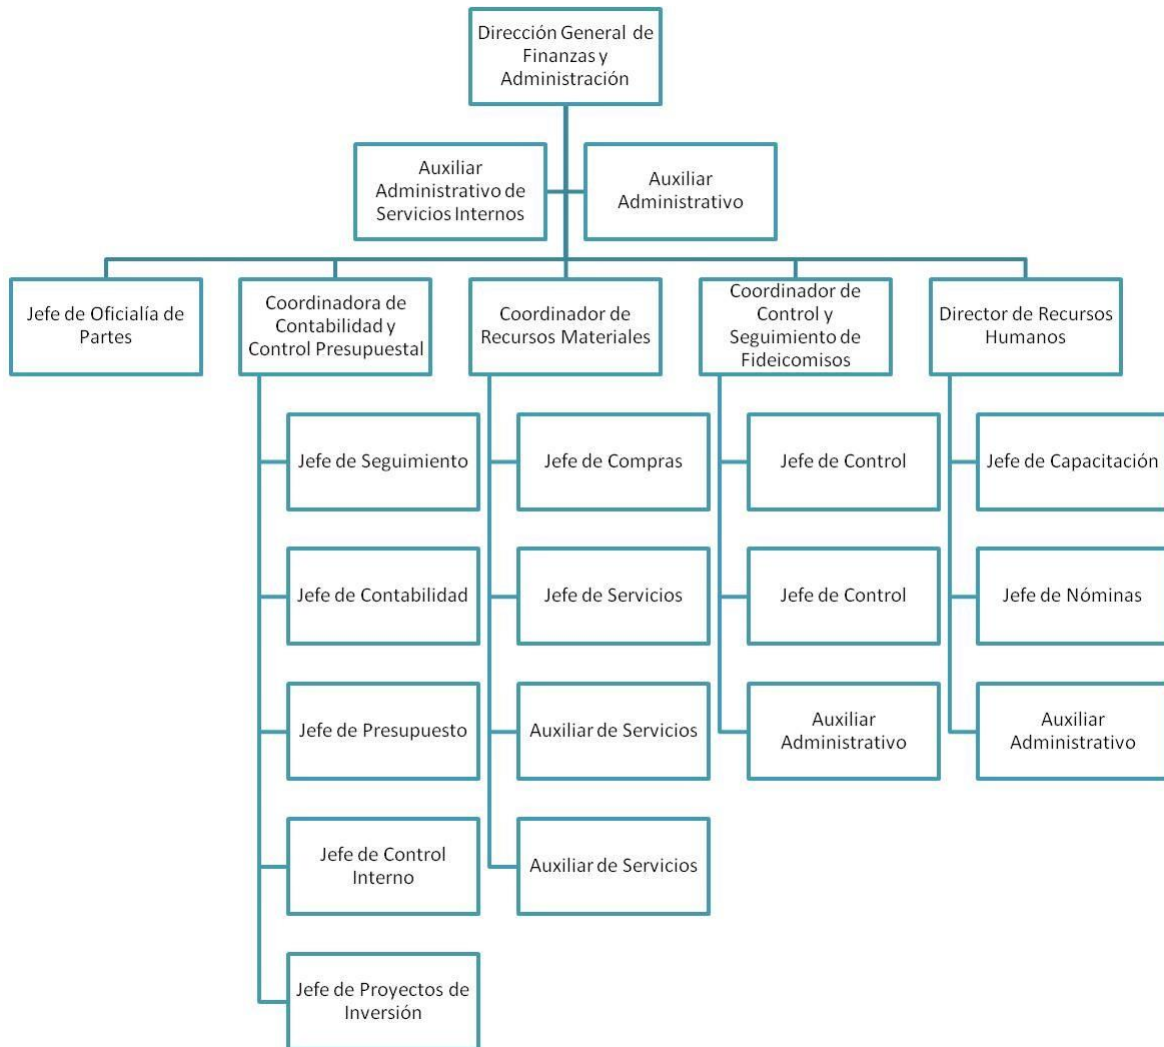 Dirección General de
Finanzas y
Administración
Auxiliar
Administrativo de
Servicios Internos
Auxiliar
Administrativo
Jefe de Oficialía de
Partes
Coordinadora de
Contabilidad y
Control Presupuestal
Coordinador de
Recursos Materiales
Coordinador de
Control y
Seguimiento de
Fideicomisos
Director de Recursos
Humanos
Jefe de Seguimiento
Jefe de Contabilidad
Jefe de Presupuesto
Jefe de Control
Interno
Jefe de Proyectos de
Inversión
Jefe de Compras
Jefe de Servicios
Auxiliar de Servicios
Auxiliar de Servicios
Jefe de Control
Jefe de Control
Auxiliar
Administrativo
Jefe de Capacitación
Jefe de Nóminas
Auxiliar
Administrativo